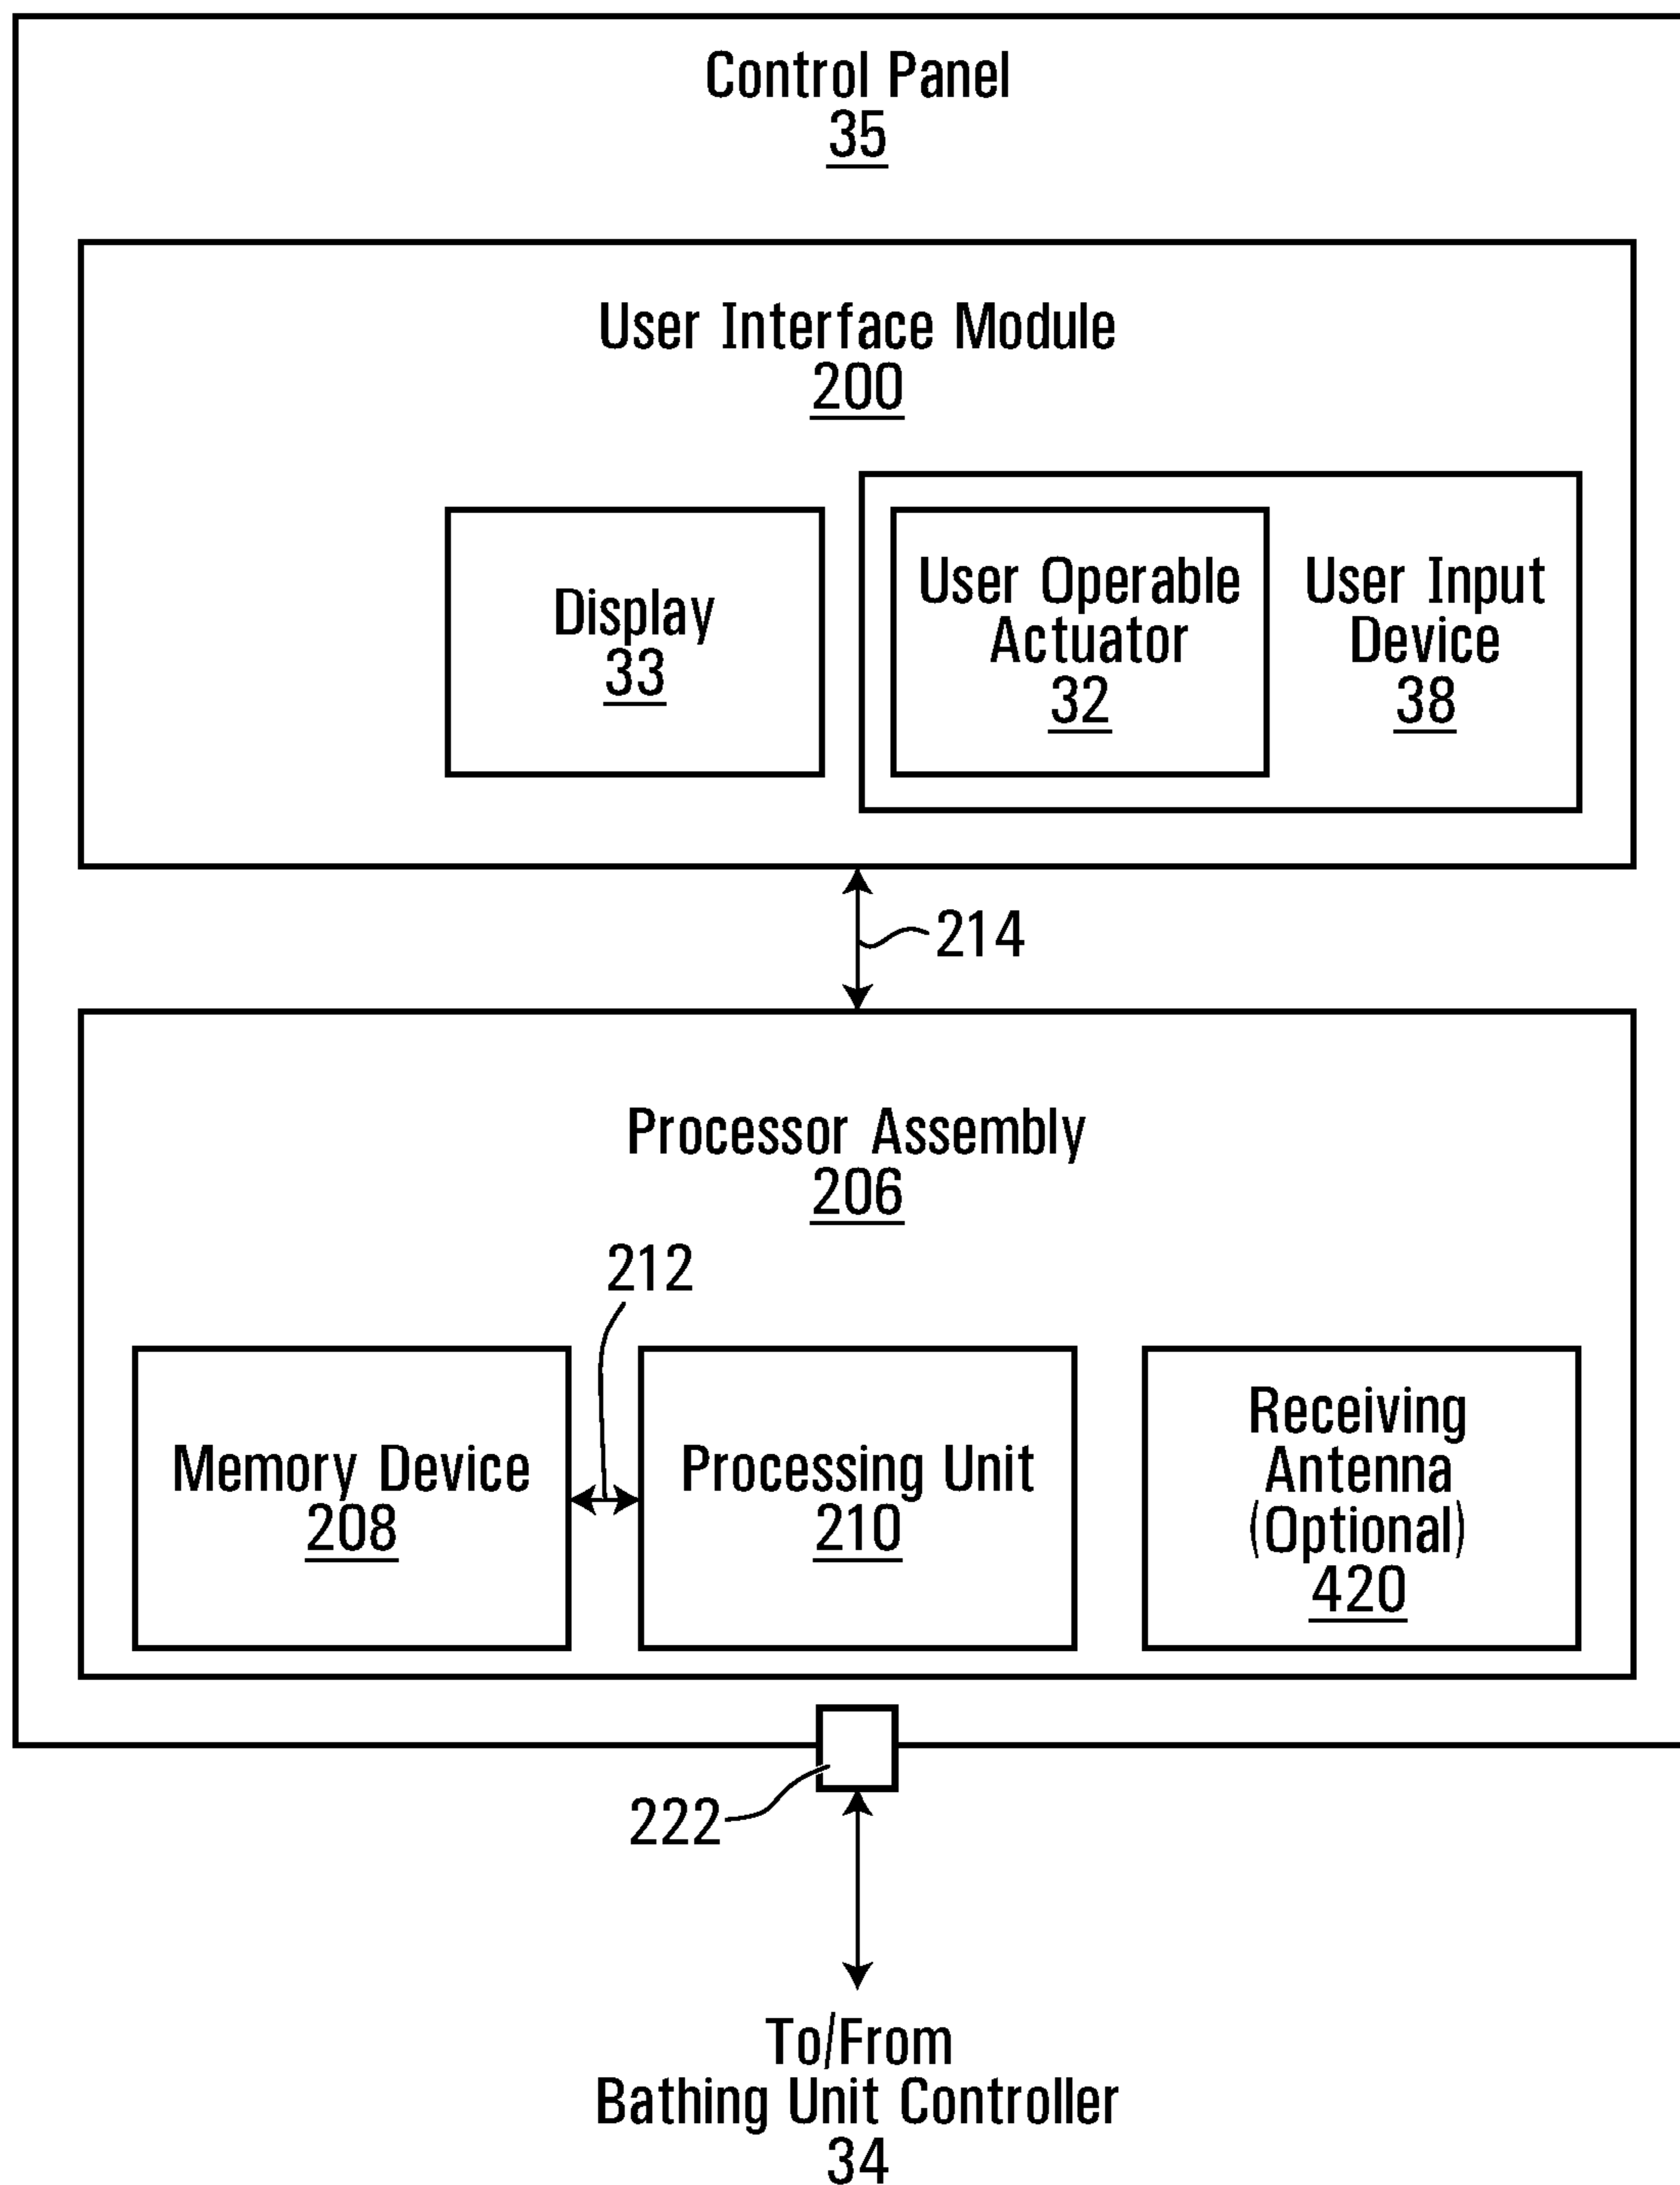 Control Panel
35
User Interface Module
200
Display
33
User Operable
Actuator
32
User Input
Device
38
214
Processor Assembly
206
212
Memory Device
208
Processing Unit
210
Receiving
Antenna
(Optional)
420
222
To/From
Bathing Unit Controller
34